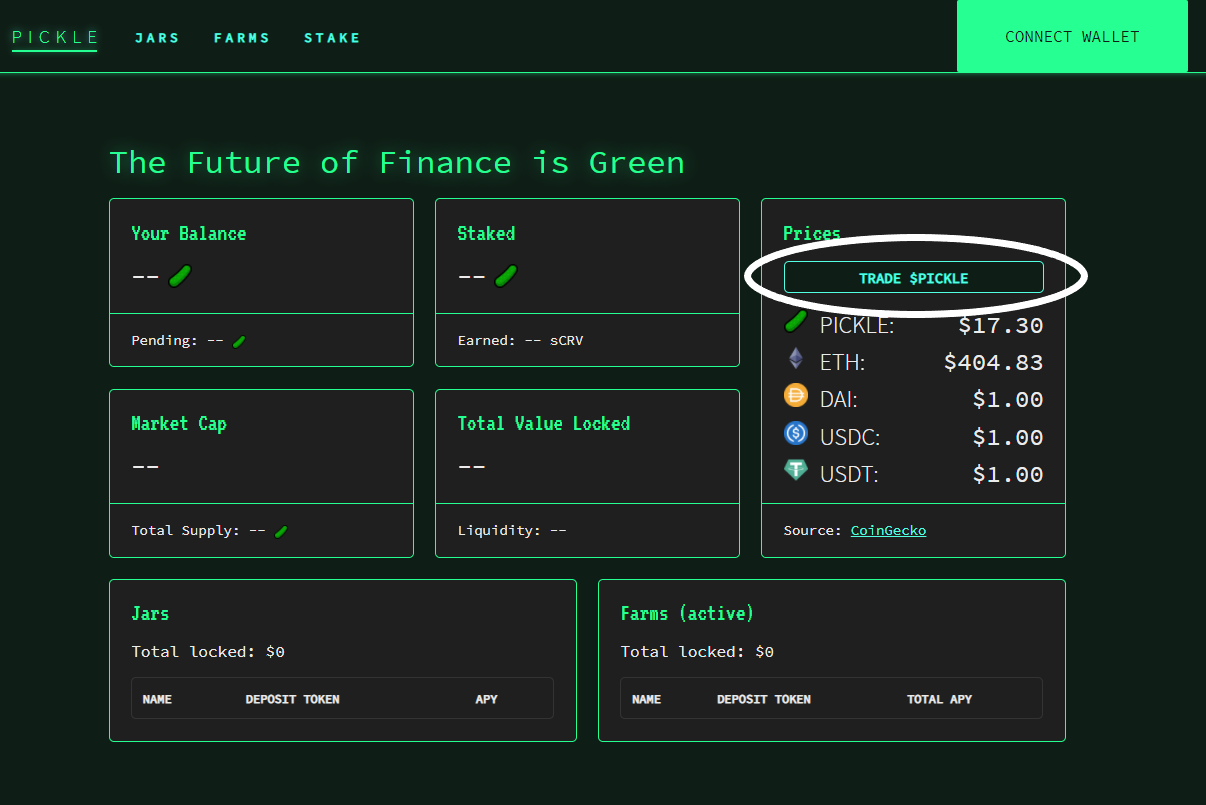 PICKLE JARS FARMS STAKE CONNECT WALLET
The Future of Finance is Green
Your Balance
--
Pending: --
Staked
--
Earned: -- sCRV
Prices
TRADE $PICKLE
PICKLE: $17.30
ETH: $404.83
DAI: $1.00
USDC: $1.00
USDT: $1.00
Source: CoinGecko
Market Cap
--
Total Supply: --
Total Value Locked
--
Liquidity: --
Jars
Total locked: $0
NAME DEPOSIT TOKEN APY
Farms (active)
Total locked: $0
NAME DEPOSIT TOKEN TOTAL APY